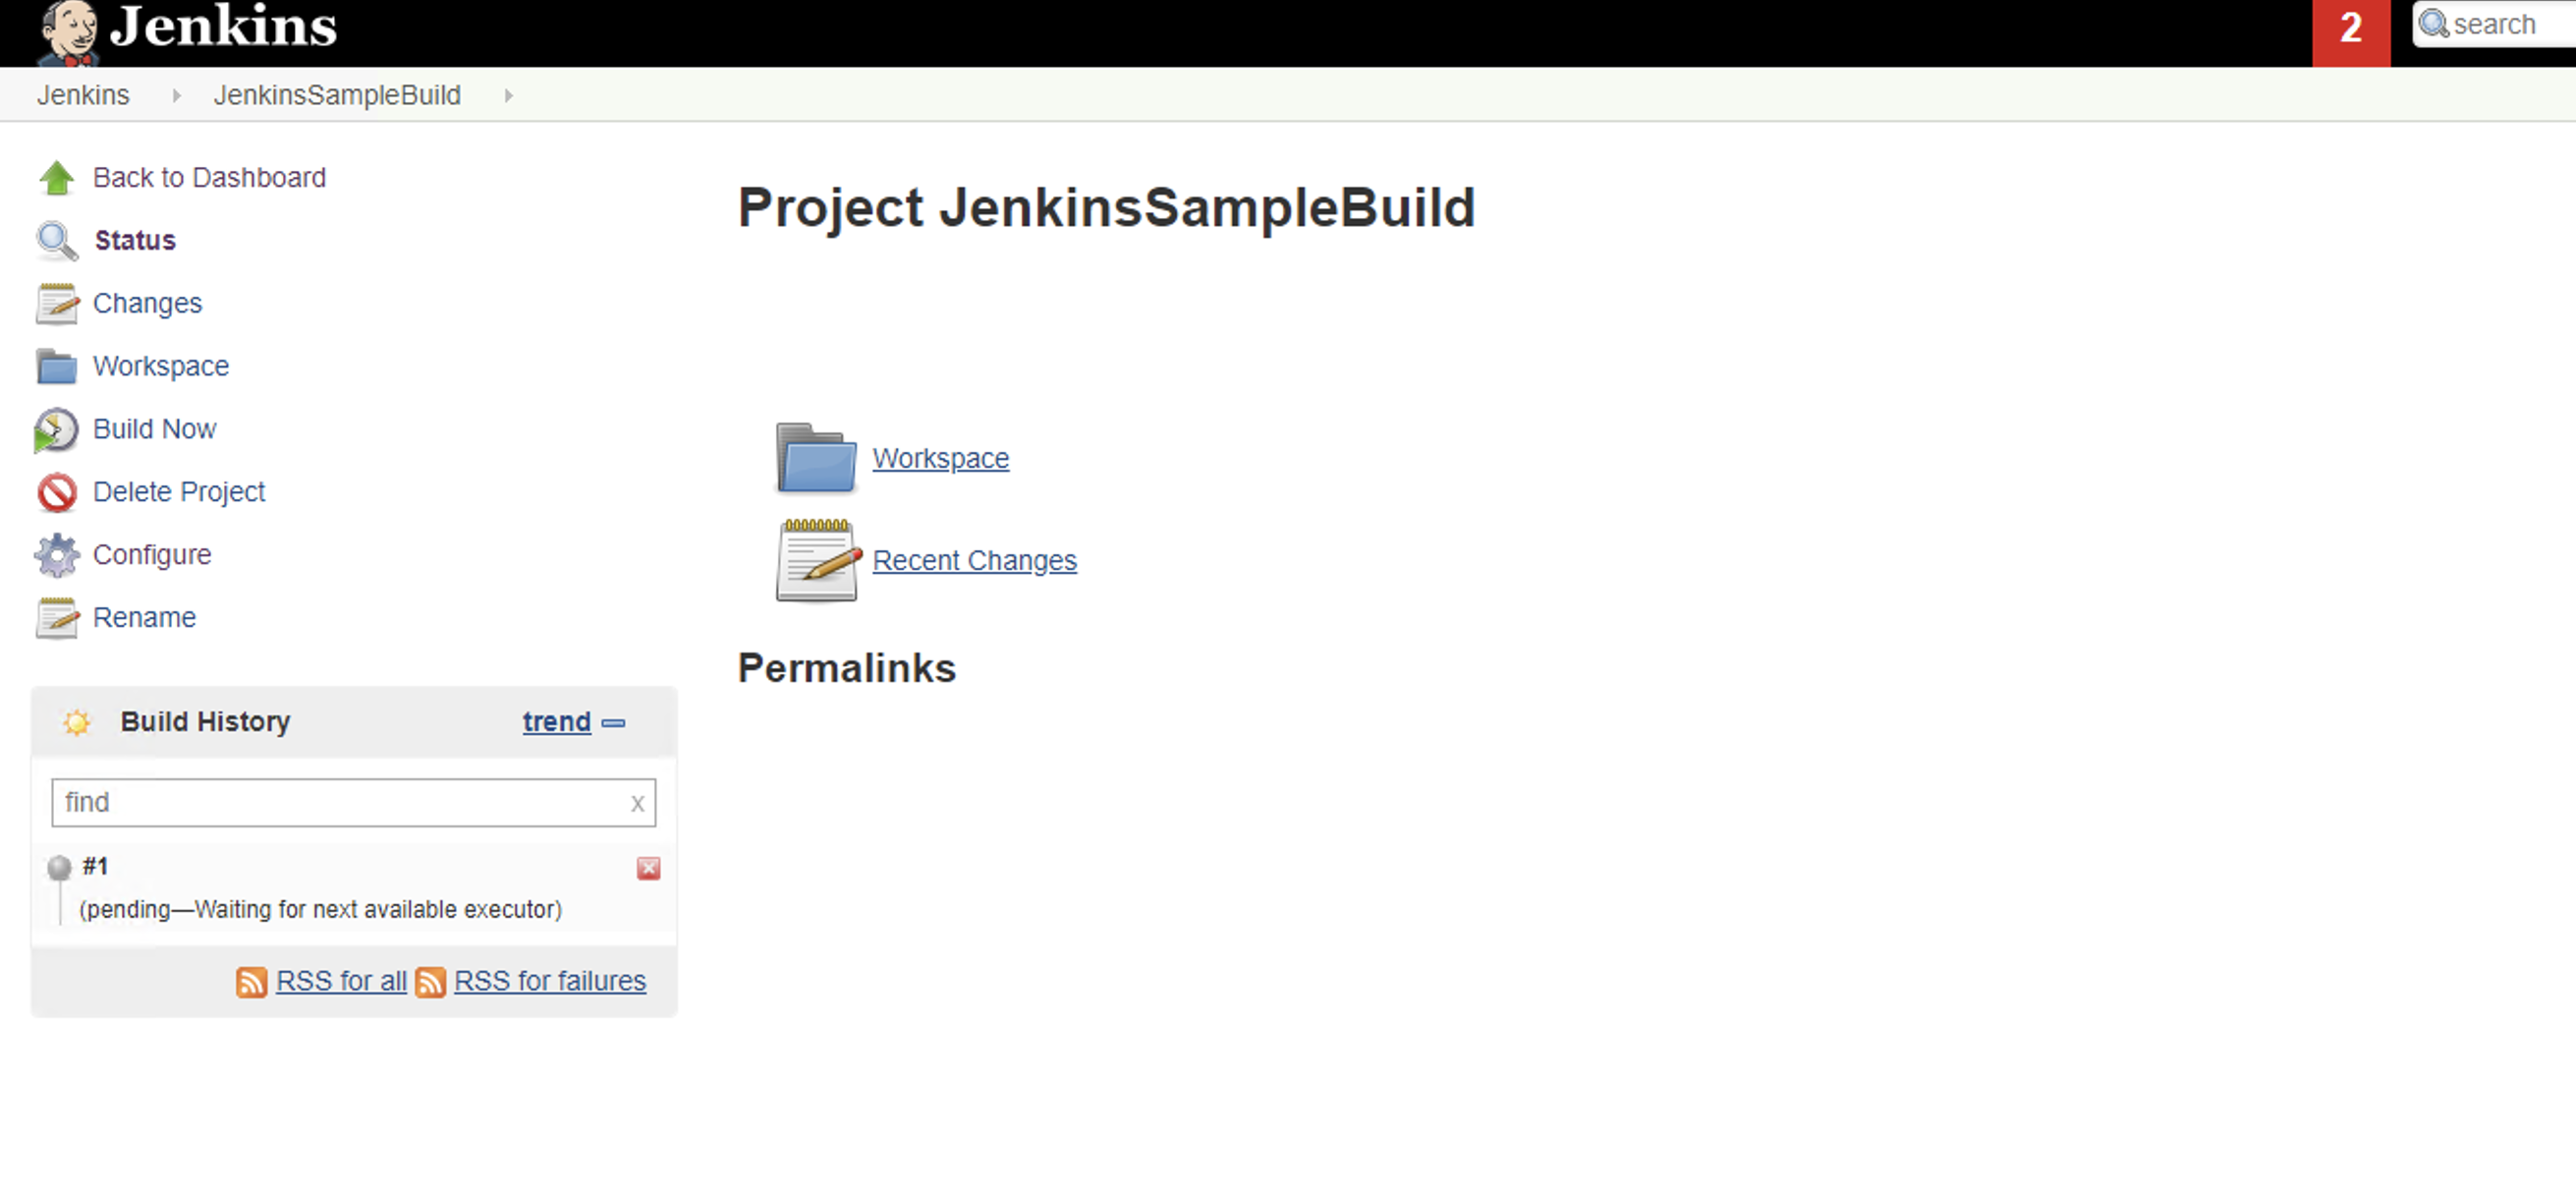 Jenkins
2
search
Jenkins
JenkinsSampleBuild
Back to Dashboard
Status
Changes
Workspace
Build Now
Delete Project
Configure
Rename
Build History
trend
find
x
#1
(pending—Waiting for next available executor)
RSS for all RSS for failures
Project JenkinsSampleBuild
Workspace
Recent Changes
Permalinks